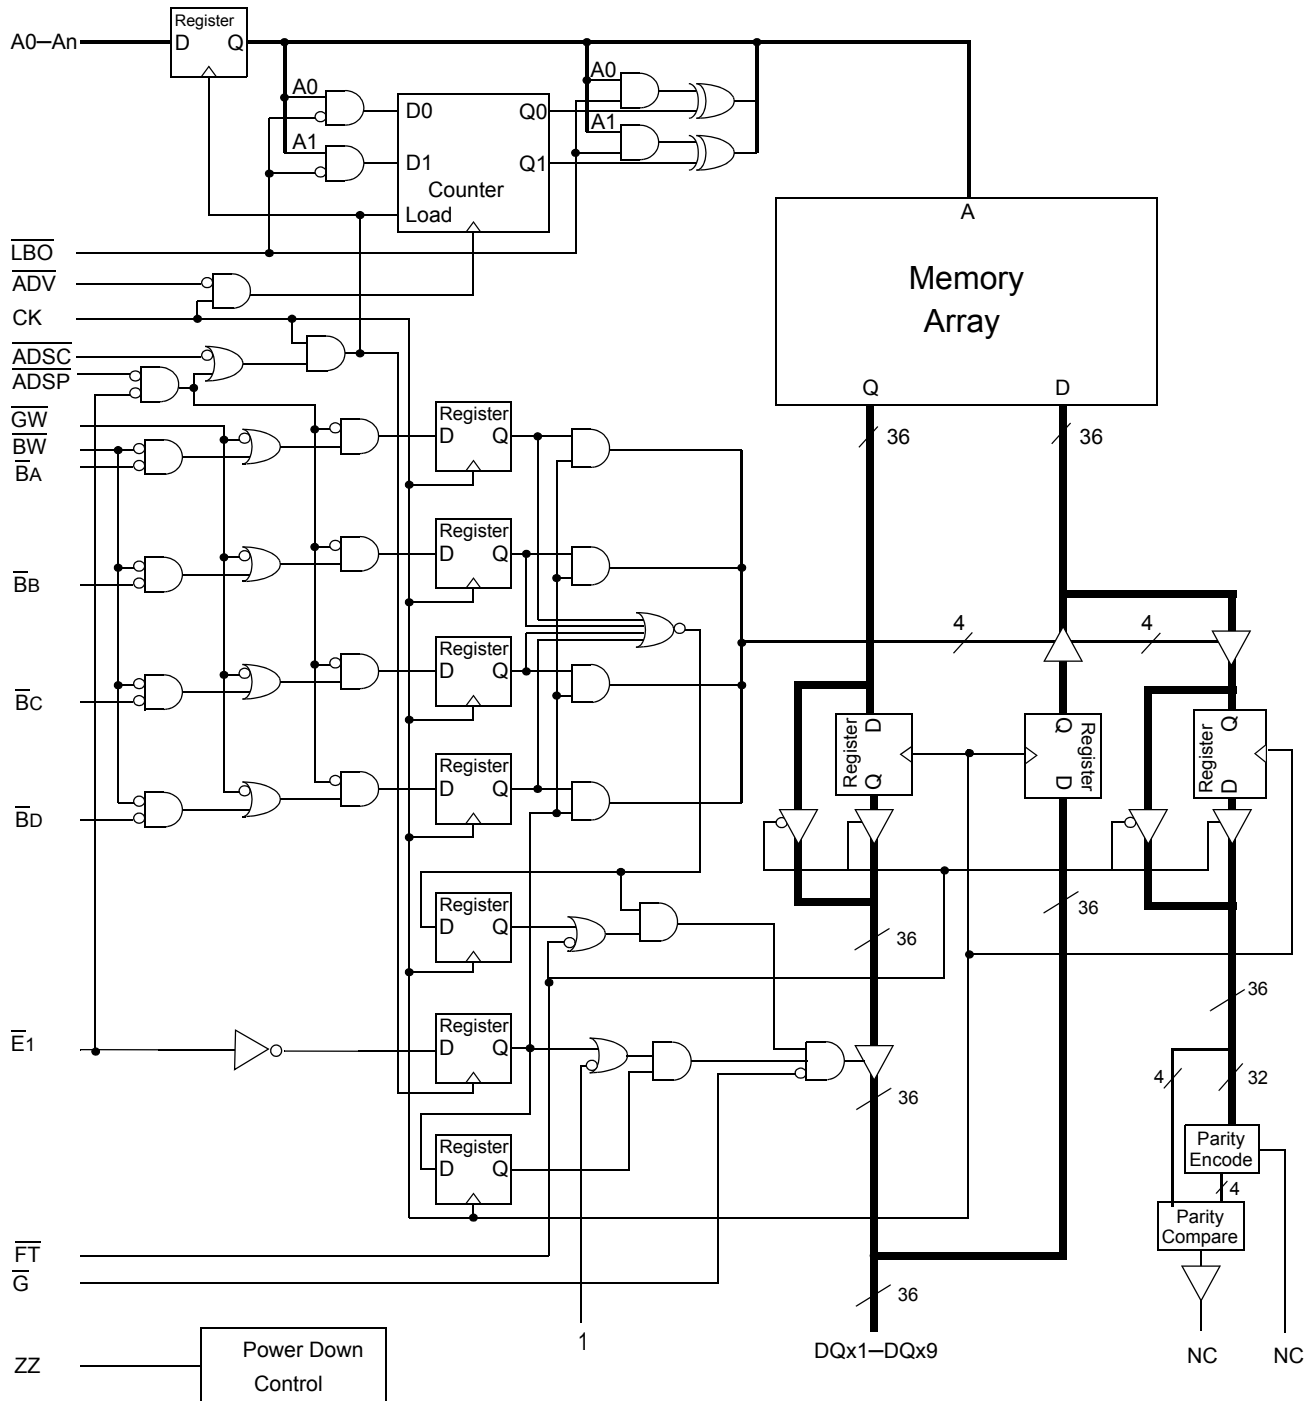 Register
A0–An
D Q
A0
A0
D0
Q0
A1
A1
D1
Q1
Counter
Load
A
LBO
ADV
Memory
CK
Array
ADSC
ADSP
Q
D
GW
Register
BW
D Q
36
36
BA
Register
D Q
BB
4
4
Register
D Q
BC
Register
D
Q
Q
D
Register
Register
Q
D
Register
D Q
BD
Register
D Q
36
36
36
Register
E1
D Q
4
32
36
Register
D Q
Parity
Encode
4
Parity
Compare
FT
G
36
1
DQx1–DQx9
NC
NC
ZZ
Power Down
Control